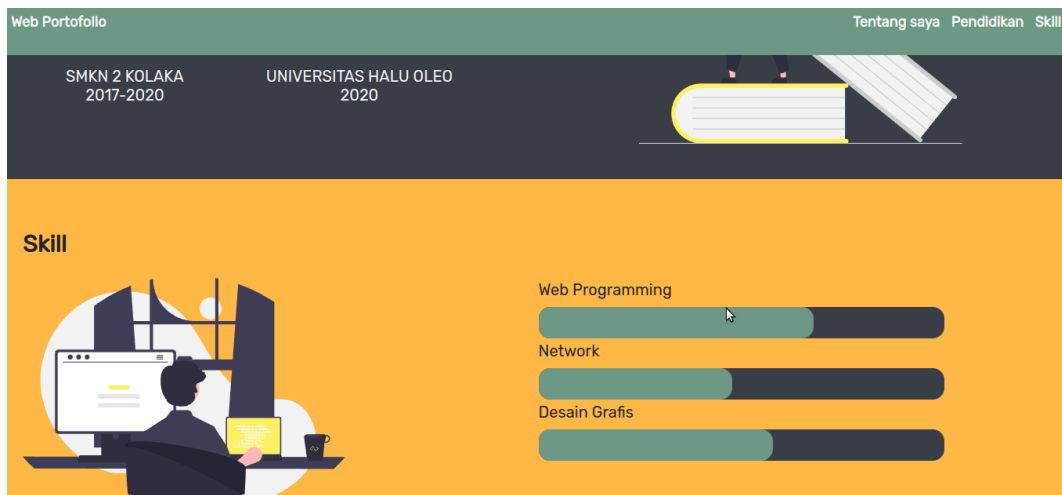 Web Portofolio
Tentang saya Pendidikan Skill
SMKN 2 KOLAKA
2017-2020
UNIVERSITAS HALU OLEO
2020
Skill
Web Programming
Network
Desain Grafis